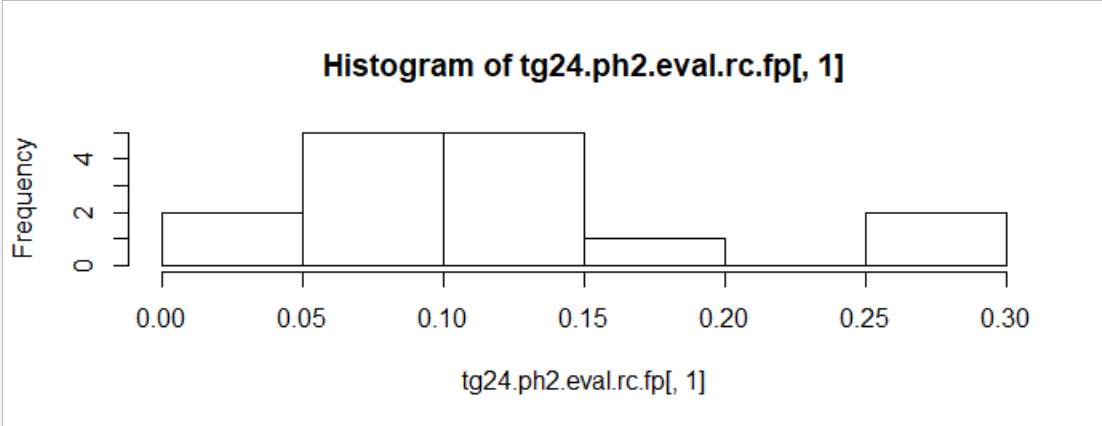 Histogram of tg24.ph2.eval.rc.fp[, 1]
Frequency
4
2
0
0.00 0.05 0.10 0.15 0.20 0.25 0.30
tg24.ph2.eval.rc.fp[, 1]